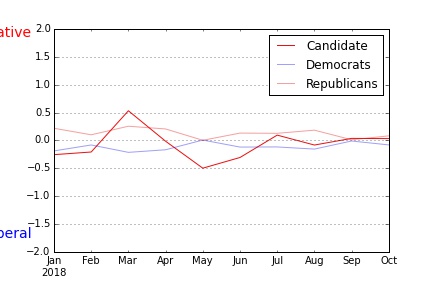 2.0
ative
1.5
1.0
0.5
0.0
−0.5
−1.0
−1.5
beral
−2.0
Candidate
Democrats
Republicans
Jan Feb Mar Apr May Jun Jul Aug Sep Oct
2018